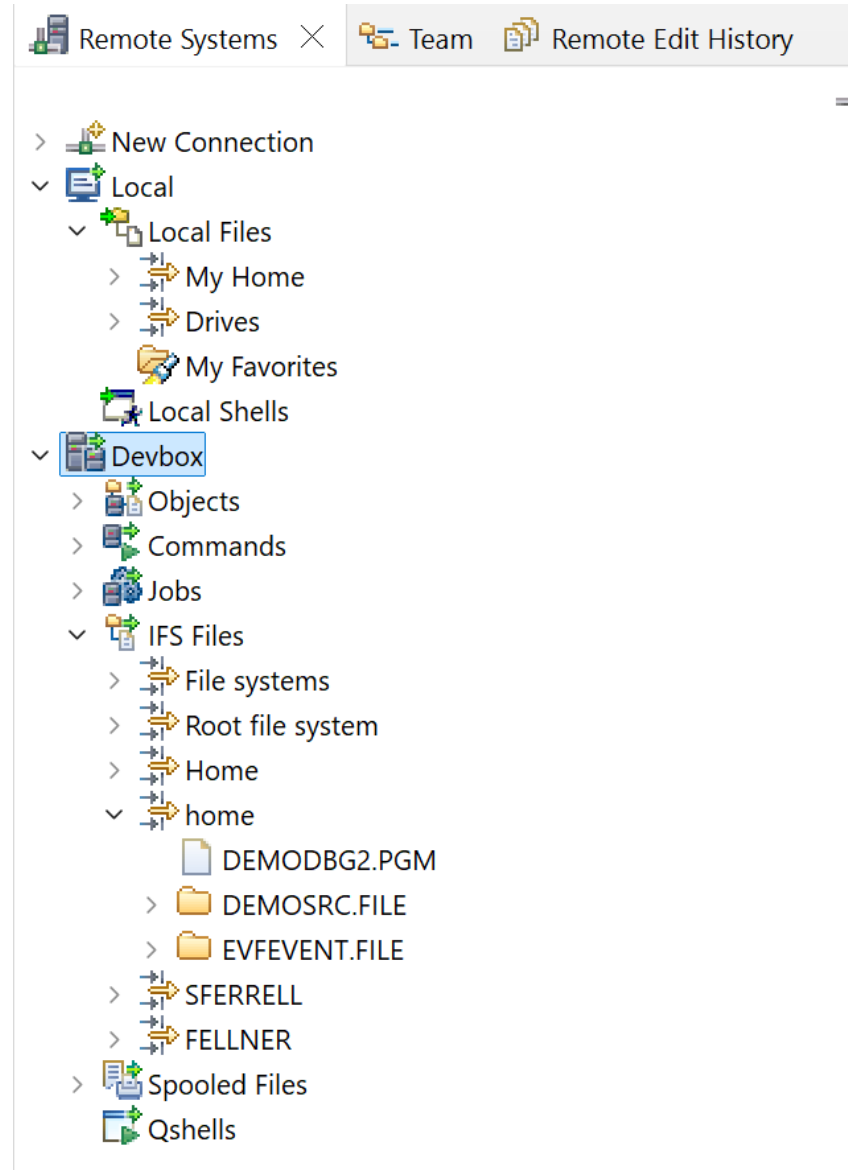 Remote Systems Team Remote Edit History
New Connection
Local
Local Files
My Home
Drives
My Favorites
Local Shells
Devbox
Objects
Commands
Jobs
IFS Files
File systems
Root file system
Home
home
DEMODBG2.PGM
DEMOSRC.FILE
EVFEVENT.FILE
SFERRELL
FELLNER
Spooled Files
Qshells